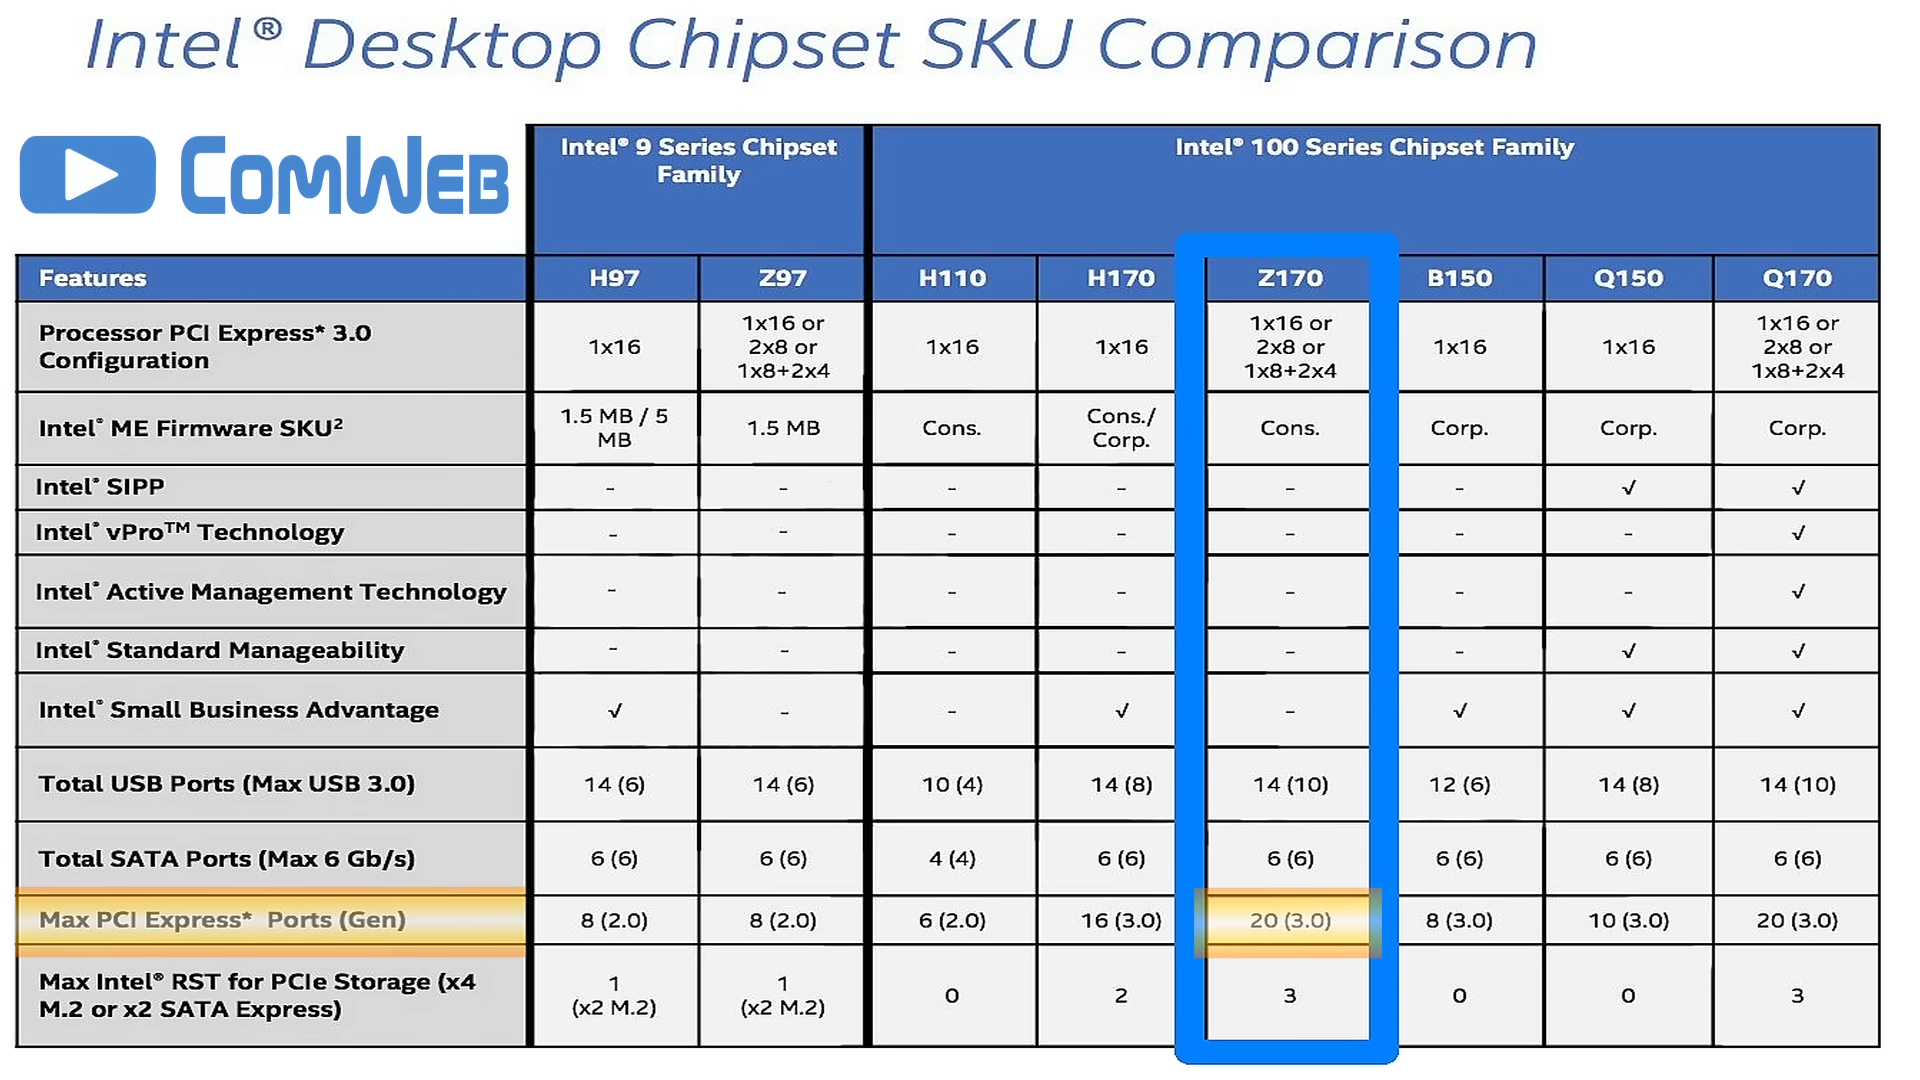 Intel® Desktop Chipset SKU Comparison
ComWeb
Intel® 9 Series Chipset
Family
Intel® 100 Series Chipset Family
Features H97 Z97 H110 H170 Z170 B150 Q150 Q170
Processor PCI Express* 3.0
Configuration
1x16
1x16 or
2x8 or
1x8+2x4
1x16
1x16
1x16 or
2x8 or
1x8+2x4
1x16
1x16
1x16 or
2x8 or
1x8+2x4
Intel® ME Firmware SKU²
1.5 MB / 5
MB
1.5 MB
Cons.
Cons./
Corp.
Cons.
Corp.
Corp.
Corp.
Intel® SIPP - - - - - - √ √
Intel® vPro™ Technology - - - - - - - √
Intel® Active Management Technology - - - - - - - √
Intel® Standard Manageability - - - - - - √ √
Intel® Small Business Advantage √ - - √ - √ √ √
Total USB Ports (Max USB 3.0) 14 (6) 14 (6) 10 (4) 14 (8) 14 (10) 12 (6) 14 (8) 14 (10)
Total SATA Ports (Max 6 Gb/s) 6 (6) 6 (6) 4 (4) 6 (6) 6 (6) 6 (6) 6 (6) 6 (6)
Max PCI Express* Ports (Gen) 8 (2.0) 8 (2.0) 6 (2.0) 16 (3.0) 20 (3.0) 8 (3.0) 10 (3.0) 20 (3.0)
Max Intel® RST for PCIe Storage (x4
M.2 or x2 SATA Express)
1
(x2 M.2)
1
(x2 M.2)
0
2
3
0
0
3